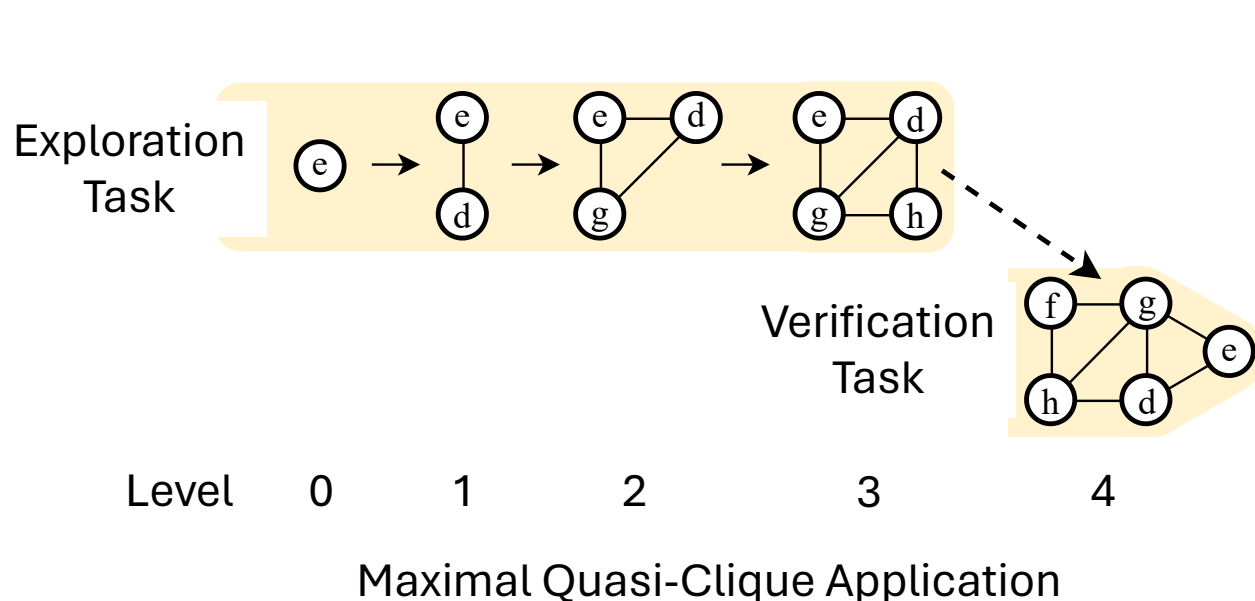 Exploration
Task
e
e
d
e d
g
e d
g h
Verification
Task
f g
e
h d
Level 0 1 2 3 4
Maximal Quasi-Clique Application